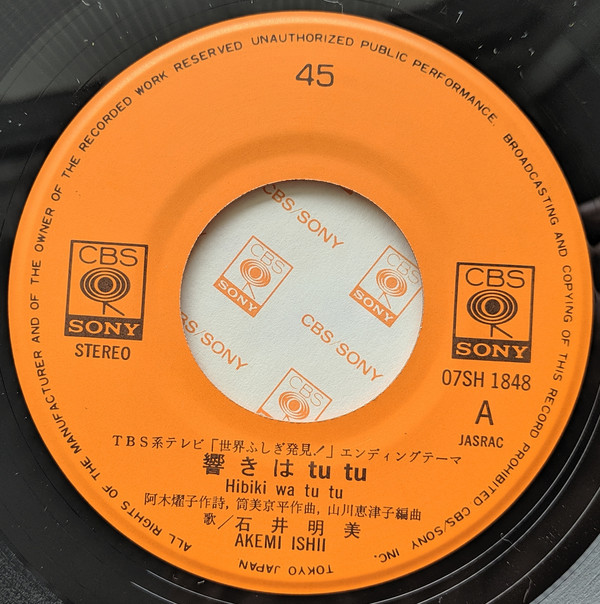 ALL RIGHTS OF THE MANUFACTURER AND OF THE OWNER OF THE RECORDED WORK RESERVED UNAUTHORIZED PUBLIC PERFORMANCE. BROADCASTING AND COPYING OF THIS RECORD PROHIBITED CBS/SONY INC.
TOKYO JAPAN
45
CBS
SONY
STEREO
CBS
SONY
07SH 1848
A
JASRAC
CBS/SONY
CBS
SONY
CBS
SONY
CBS/SONY
CBS/SONY
CBS
SONY
TBS系テレビ「世界ふしぎ発見!」エンディングテーマ
響きは tu tu
Hibiki wa tu tu
阿木燿子作詩, 筒美京平作曲, 山川恵津子編曲
歌/石井明美
AKEMI ISHII